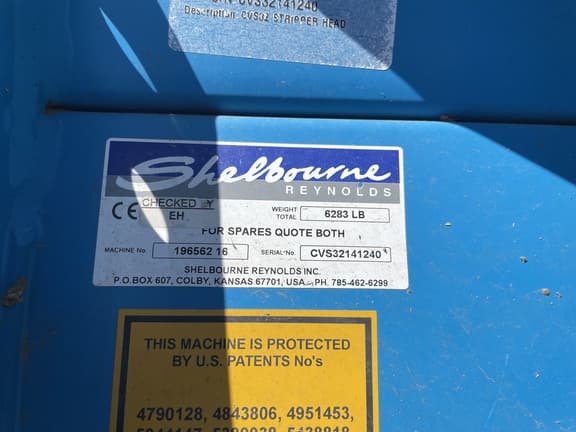 S/N CVS32141240
Description: CVS32 STRIPPER HEAD
Shelbourne
REYNOLDS
CE CHECKED BY WEIGHT
EH TOTAL 6283 LB
FOR SPARES QUOTE BOTH
MACHINE No. 196562 16 SERIAL No. CVS32141240
SHELBOURNE REYNOLDS INC.
P.O.BOX 607, COLBY, KANSAS 67701, USA PH. 785-462-6299
THIS MACHINE IS PROTECTED
BY U.S. PATENTS No's
4790128, 4843806, 4951453,